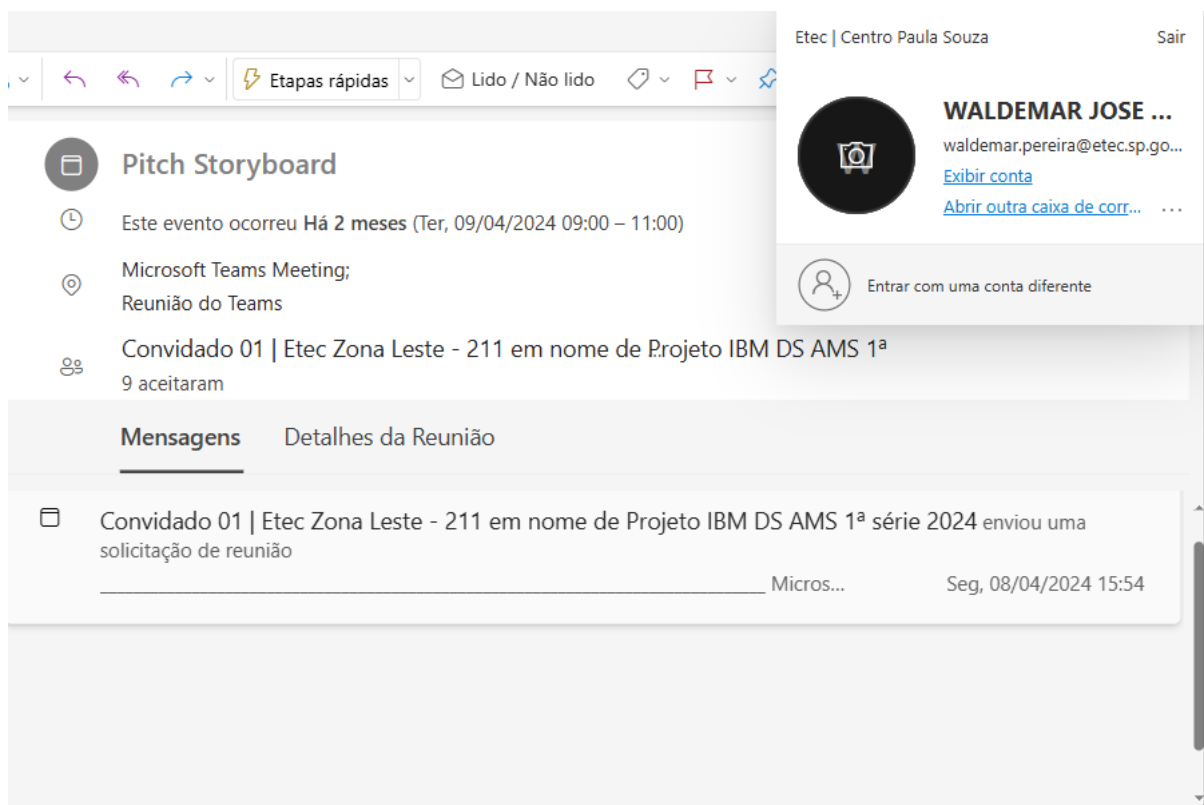 Etec | Centro Paula Souza Sair
Etapas rápidas Lido / Não lido
WALDEMAR JOSE ...
waldemar.pereira@etec.sp.go...
Exibir conta
Abrir outra caixa de corr... ...
Entrar com uma conta diferente
Pitch Storyboard
Este evento ocorreu Há 2 meses (Ter, 09/04/2024 09:00 – 11:00)
Microsoft Teams Meeting;
Reunião do Teams
Convidado 01 | Etec Zona Leste - 211 em nome de Projeto IBM DS AMS 1ª
9 aceitaram
Mensagens Detalhes da Reunião
Convidado 01 | Etec Zona Leste - 211 em nome de Projeto IBM DS AMS 1ª série 2024 enviou uma
solicitação de reunião
________________________________________________________________________________ Micros... Seg, 08/04/2024 15:54